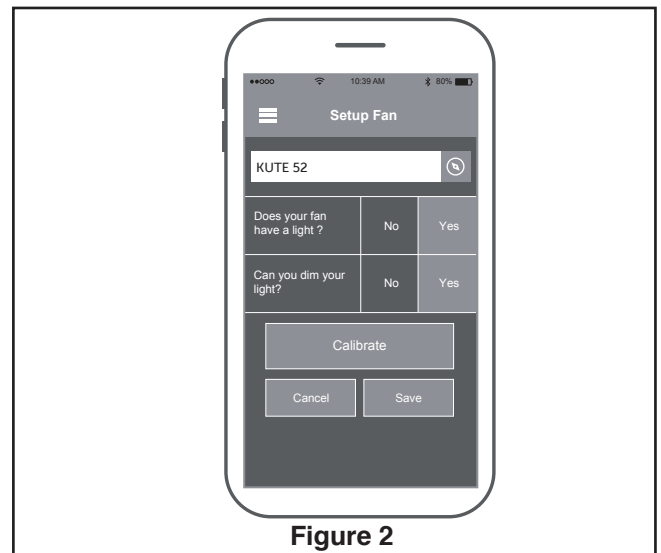 ●●○○○ 10:39 AM 80%
Setup Fan
KUTE 52
Does your fan
have a light ? No Yes
Can you dim your
light? No Yes
Calibrate
Cancel Save
Figure 2